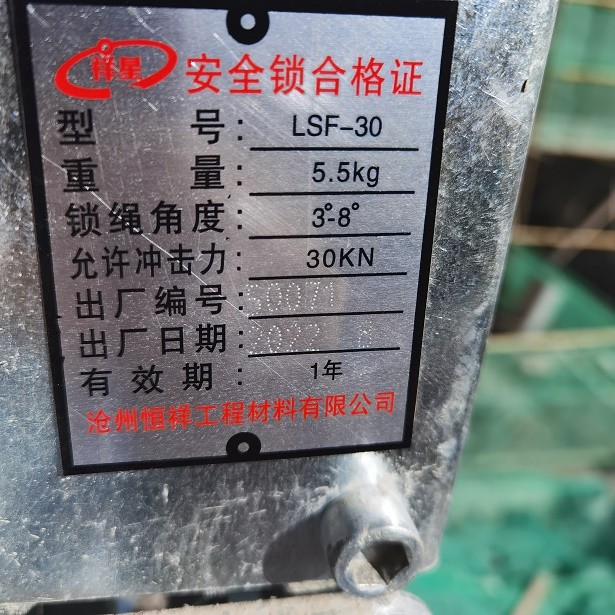 祥星 安全锁合格证
型号: LSF-30
重量: 5.5kg
锁绳角度: 3°-8°
允许冲击力: 30KN
出厂编号: 50071
出厂日期: 2022
有效期: 1年
沧州恒祥工程材料有限公司